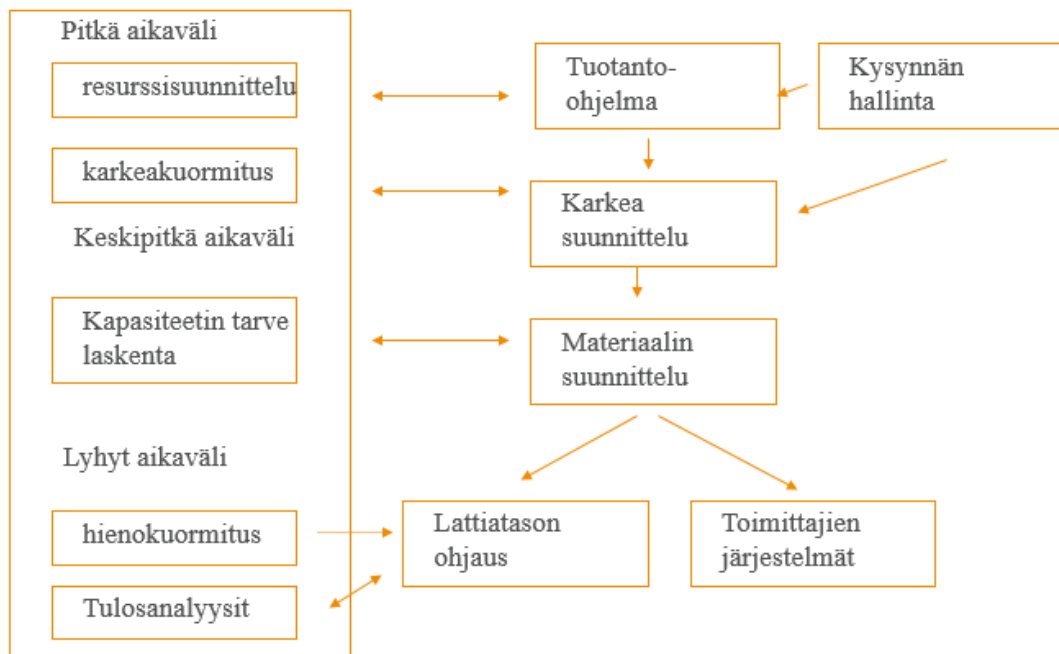 Pitkä aikaväli
resurssisuunnittelu
Tuotanto-
ohjelma
Kysynnän
hallinta
karkeakuormitus
Karkea
suunnittelu
Keskipitkä aikaväli
Kapasiteetin tarve
laskenta
Materiaalin
suunnittelu
Lyhyt aikaväli
hienokuormitus
Lattiatason
ohjaus
Toimittajien
järjestelmät
Tulosanalyysit